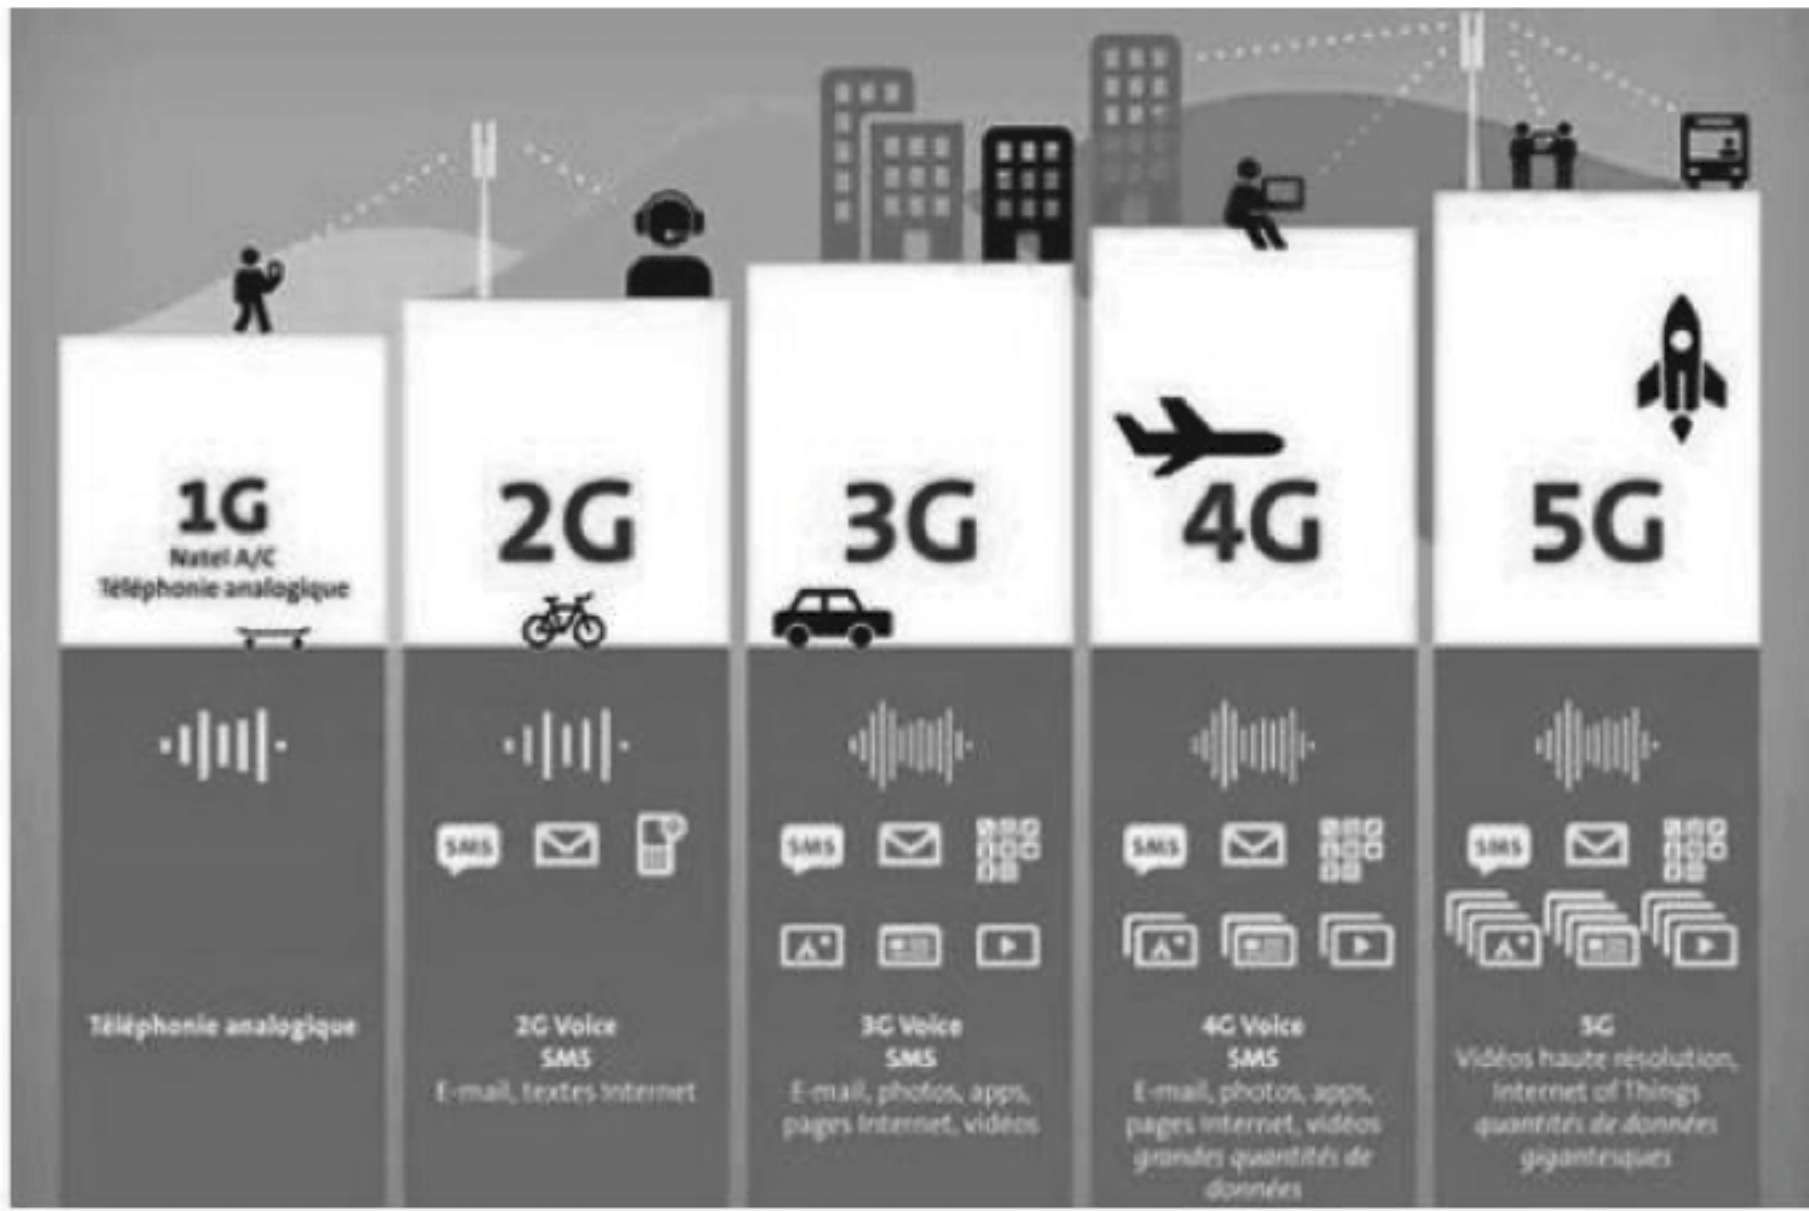 1G
Natel A/C
Téléphonie analogique
2G
3G
4G
5G
SMS
SMS
SMS
SMS
Téléphonie analogique
2G Voice
SMS
E-mail, textes Internet
3G Voice
SMS
E-mail, photos, apps,
pages Internet, vidéos
4G Voice
SMS
E-mail, photos, apps,
pages Internet, vidéos
grandes quantités de
données
5G
Vidéos haute résolution,
Internet of Things
quantités de données
gigantesques